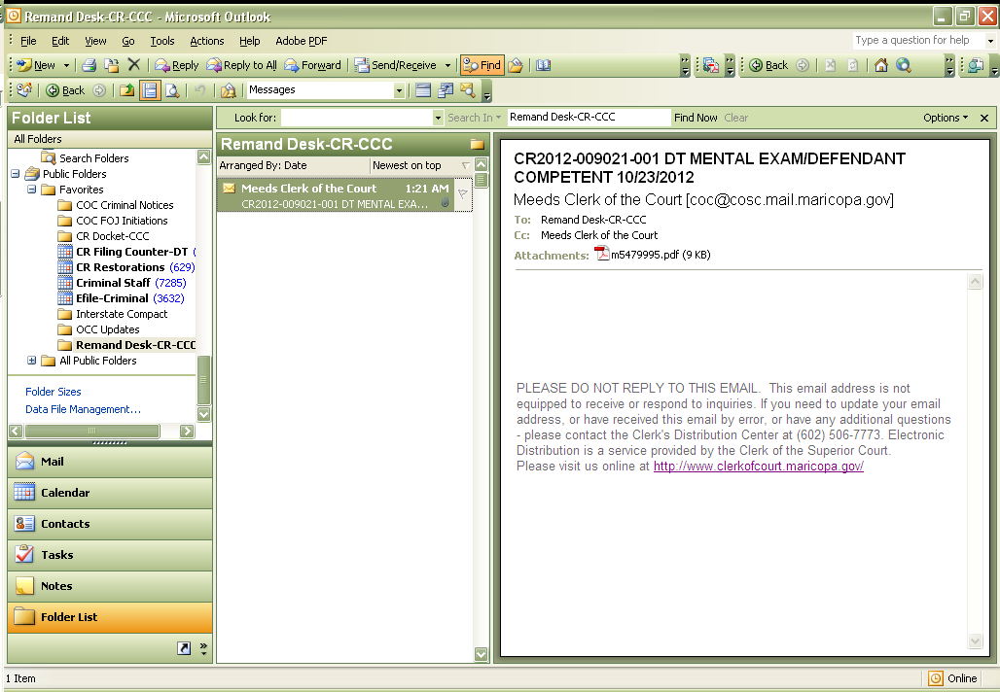 Remand Desk-CR-CCC - Microsoft Outlook
File Edit View Go Tools Actions Help Adobe PDF
Type a question for help
New Reply Reply to All Forward Send/Receive Find Back
Back Messages
Folder List
All Folders
Search Folders
Public Folders
Favorites
COC Criminal Notices
COC FOJ Initiations
CR Docket-CCC
CR Filing Counter-DT (
CR Restorations (629)
Criminal Staff (7285)
Efile-Criminal (3632)
Interstate Compact
OCC Updates
Remand Desk-CR-CCC
All Public Folders
Folder Sizes
Data File Management...
Mail
Calendar
Contacts
Tasks
Notes
Folder List
Look for: Search In Remand Desk-CR-CCC Find Now Clear Options
Remand Desk-CR-CCC
Arranged By: Date Newest on top
Meeds Clerk of the Court 1:21 AM
CR2012-009021-001 DT MENTAL EXA...
CR2012-009021-001 DT MENTAL EXAM/DEFENDANT
COMPETENT 10/23/2012
Meeds Clerk of the Court [coc@cosc.mail.maricopa.gov]
To: Remand Desk-CR-CCC
Cc: Meeds Clerk of the Court
Attachments: m5479995.pdf (9 KB)
PLEASE DO NOT REPLY TO THIS EMAIL. This email address is not
equipped to receive or respond to inquiries. If you need to update your email
address, or have received this email by error, or have any additional questions
- please contact the Clerk's Distribution Center at (602) 506-7773. Electronic
Distribution is a service provided by the Clerk of the Superior Court.
Please visit us online at http://www.clerkofcourt.maricopa.gov/
1 Item
Online